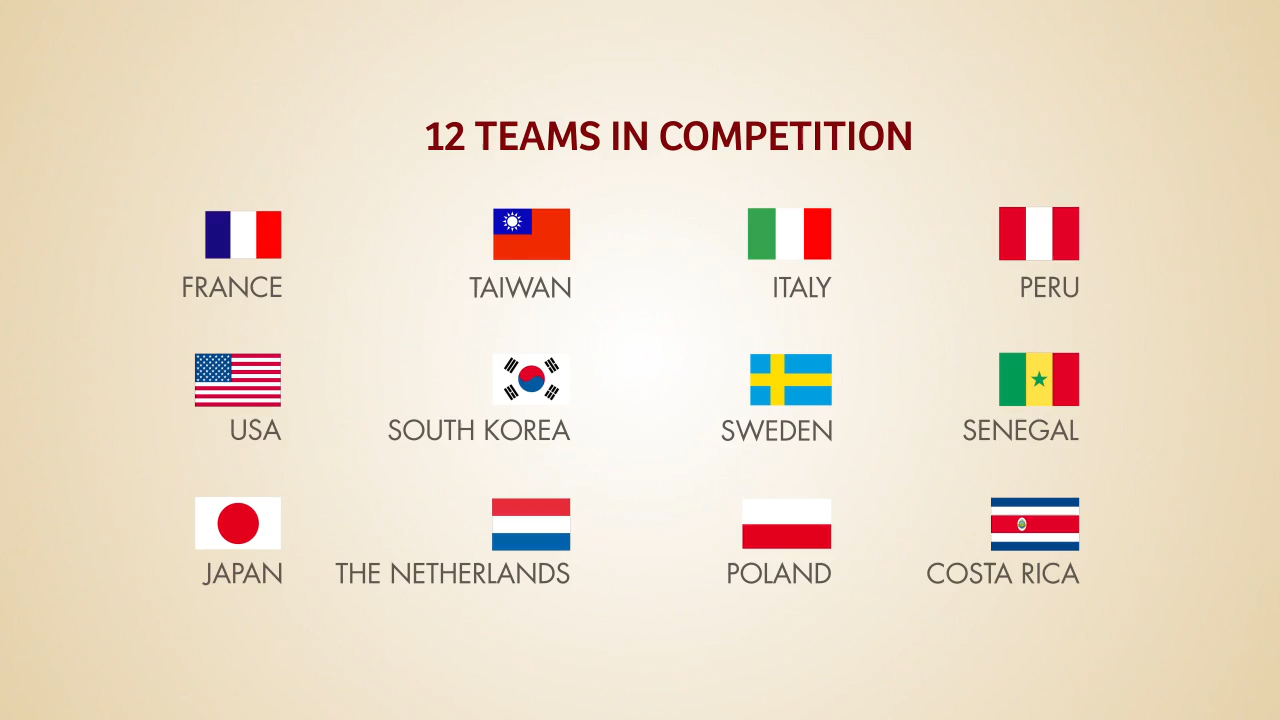 12 TEAMS IN COMPETITION
FRANCE
TAIWAN
ITALY
PERU
USA
SOUTH KOREA
SWEDEN
SENEGAL
JAPAN
THE NETHERLANDS
POLAND
COSTA RICA